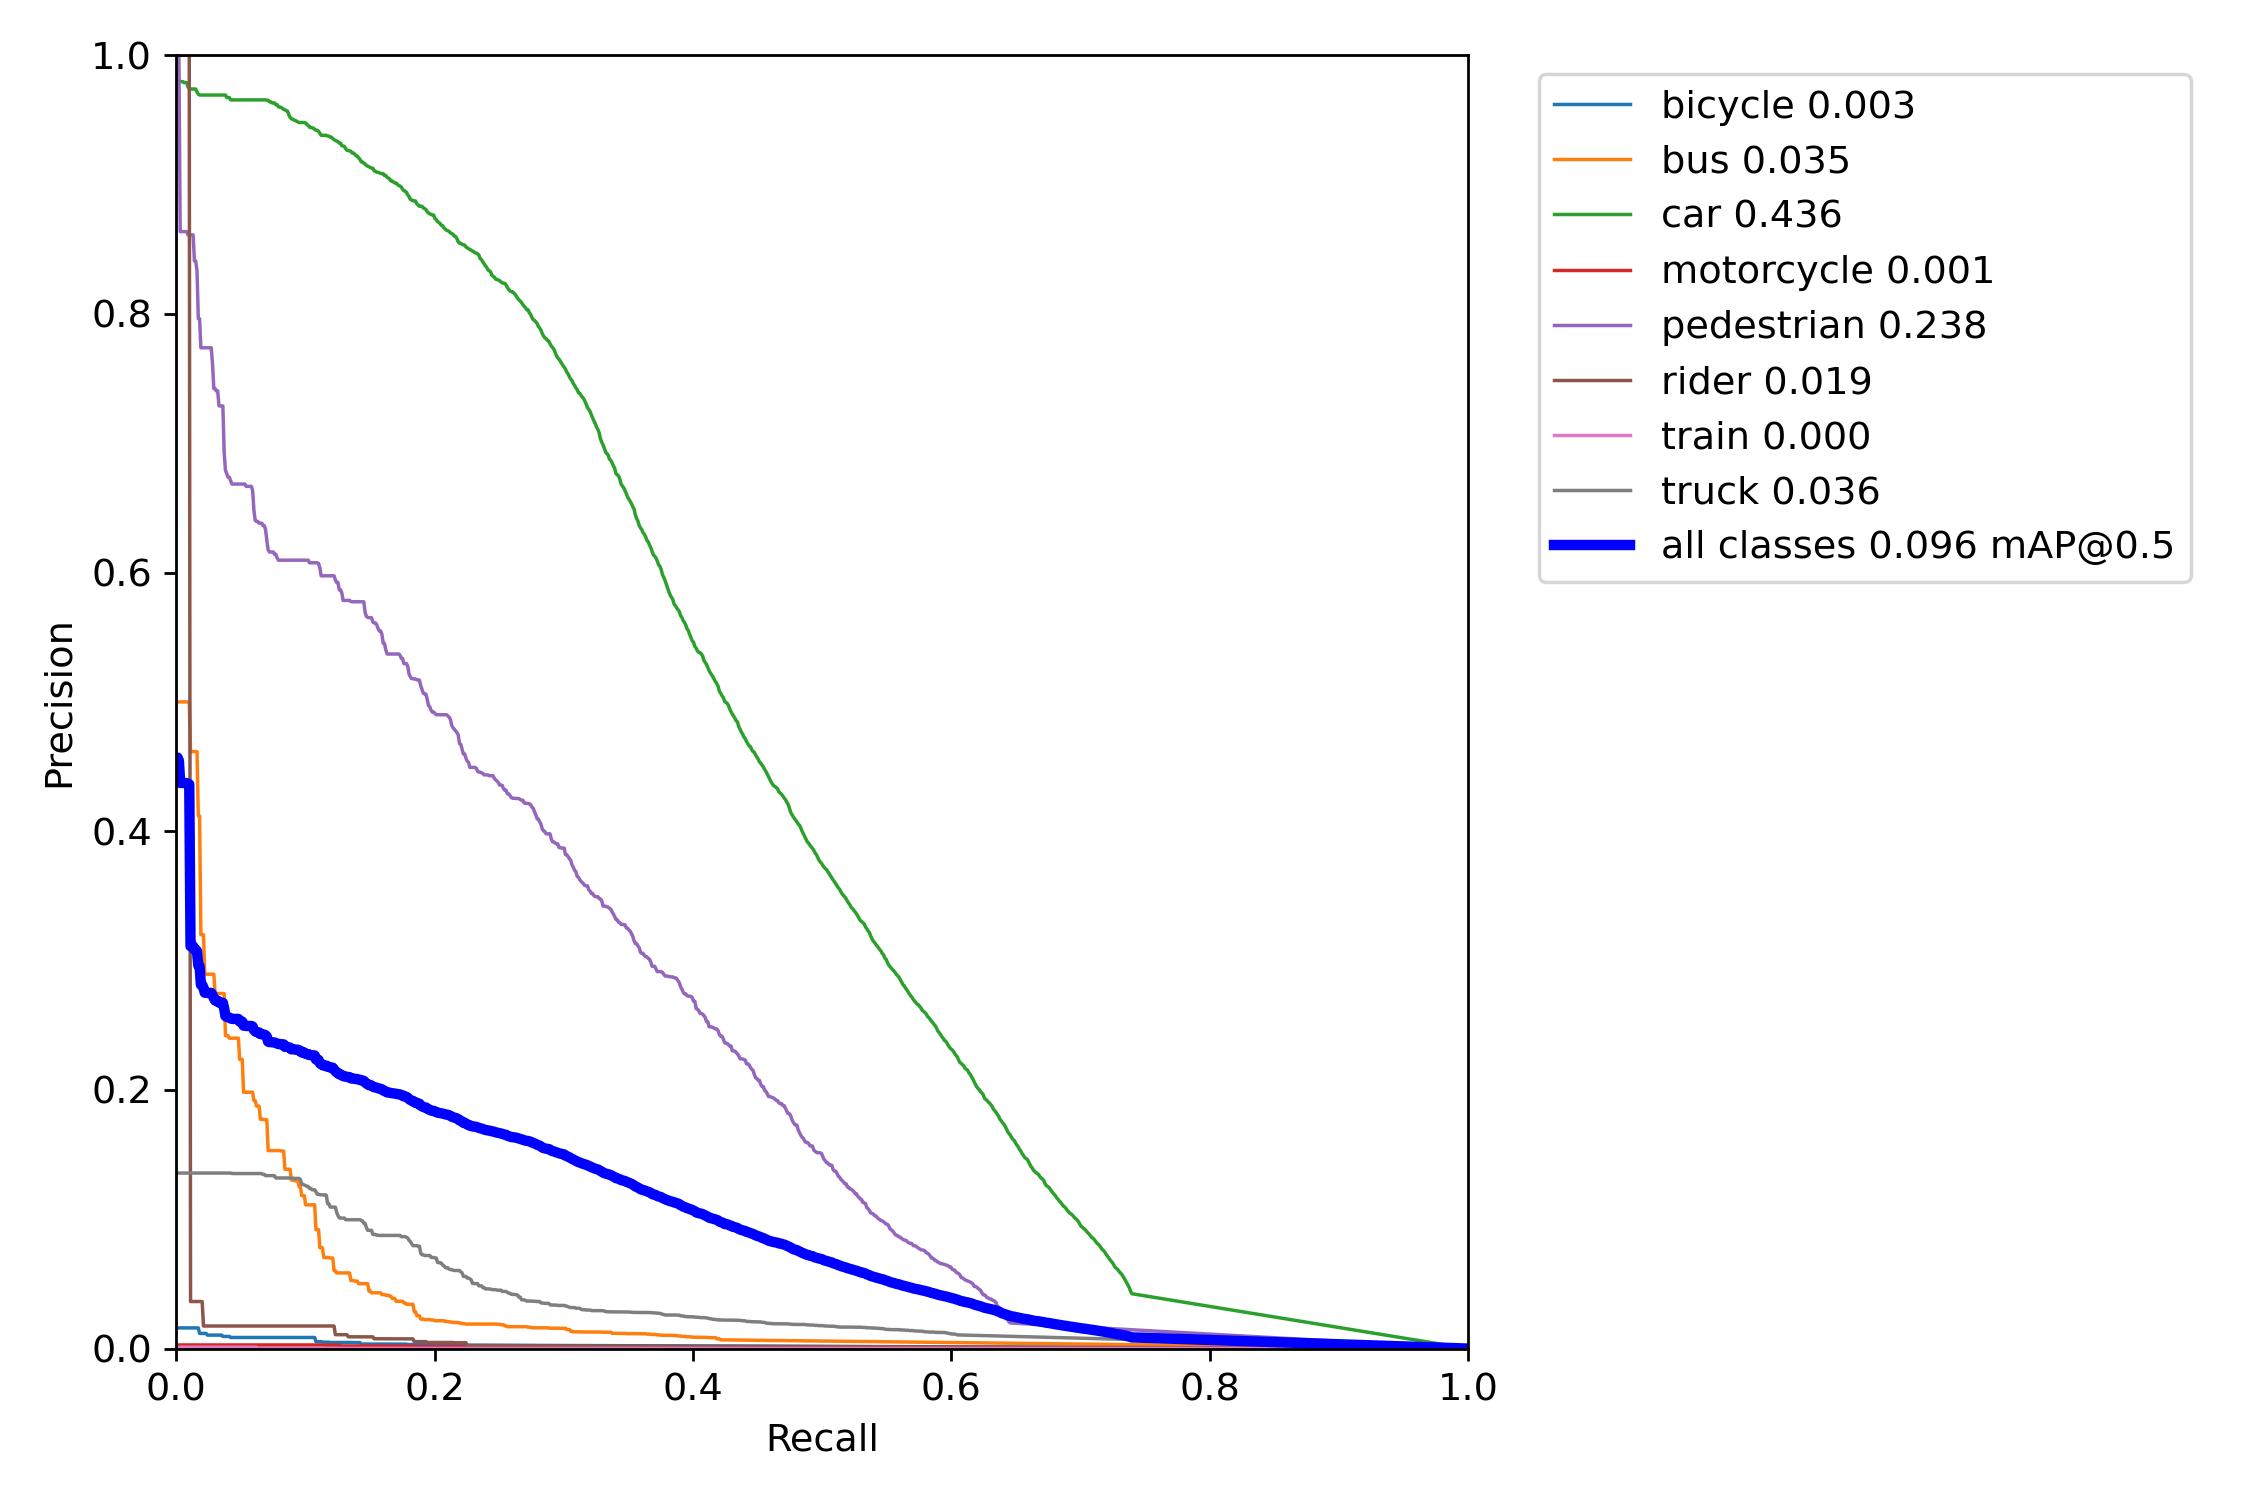 1.0
0.8
0.6
0.4
0.2
0.0
Precision
0.0 0.2 0.4 0.6 0.8 1.0
Recall
bicycle 0.003
bus 0.035
car 0.436
motorcycle 0.001
pedestrian 0.238
rider 0.019
train 0.000
truck 0.036
all classes 0.096 mAP@0.5